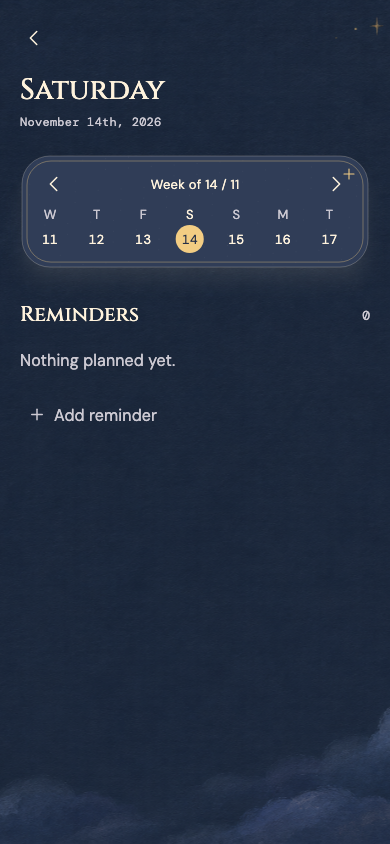 Saturday
November 14th, 2026
Week of 14 / 11
W T F S S M T
11 12 13 14 15 16 17
Reminders 0
Nothing planned yet.
+ Add reminder